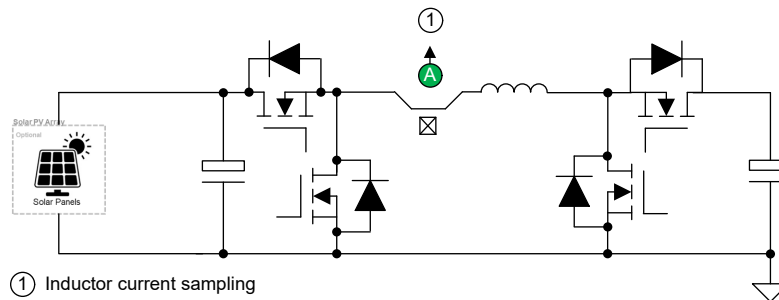 ①
A
Solar PV Array
Optional
Solar Panels
① Inductor current sampling